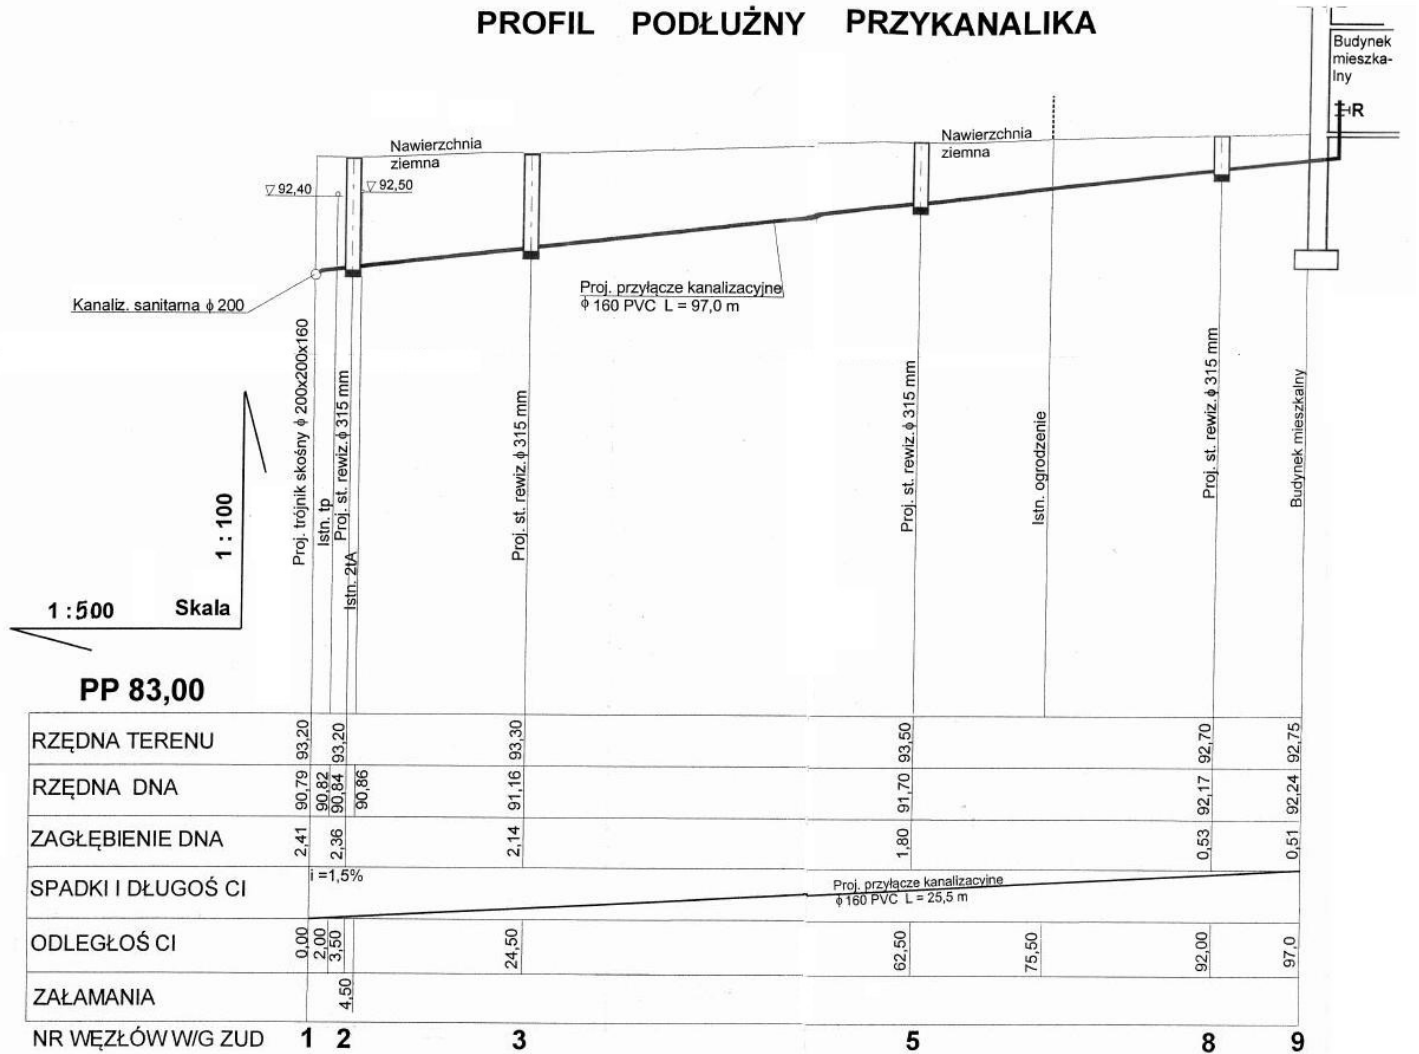 PROFIL PODŁUŻNY PRZYKANALIKA
Budynek
mieszka-
lny
R
Nawierzchnia
ziemna
Nawierzchnia
ziemna
92,40
92,50
Kanaliz. sanitarna ϕ 200
Proj. przyłącze kanalizacyjne
ϕ 160 PVC L = 97,0 m
Proj. trójnik skośny ϕ 200x200x160
Istn. tp
Proj. st. rewiz. ϕ 315 mm
Istn. 2tA
Proj. st. rewiz. ϕ 315 mm
Proj. st. rewiz. ϕ 315 mm
Istn. ogrodzenie
Proj. st. rewiz. ϕ 315 mm
Budynek mieszkalny
1 : 100
1 : 500 Skala
PP 83,00
RZĘDNA TERENU 93,20 93,20 93,30 93,50 92,70 92,75
RZĘDNA DNA 90,79 90,82 90,84 90,86 91,16 91,70 92,17 92,24
ZAGŁĘBIENIE DNA 2,41 2,36 2,14 1,80 0,53 0,51
SPADKI I DŁUGOŚ CI i =1,5%
Proj. przyłącze kanalizacyjne
ϕ 160 PVC L = 25,5 m
ODLEGŁOŚ CI 0,00 2,00 3,50 24,50 62,50 75,50 92,00 97,0
ZAŁAMANIA 4,50
NR WĘZŁÓW W/G ZUD 1 2 3 5 8 9